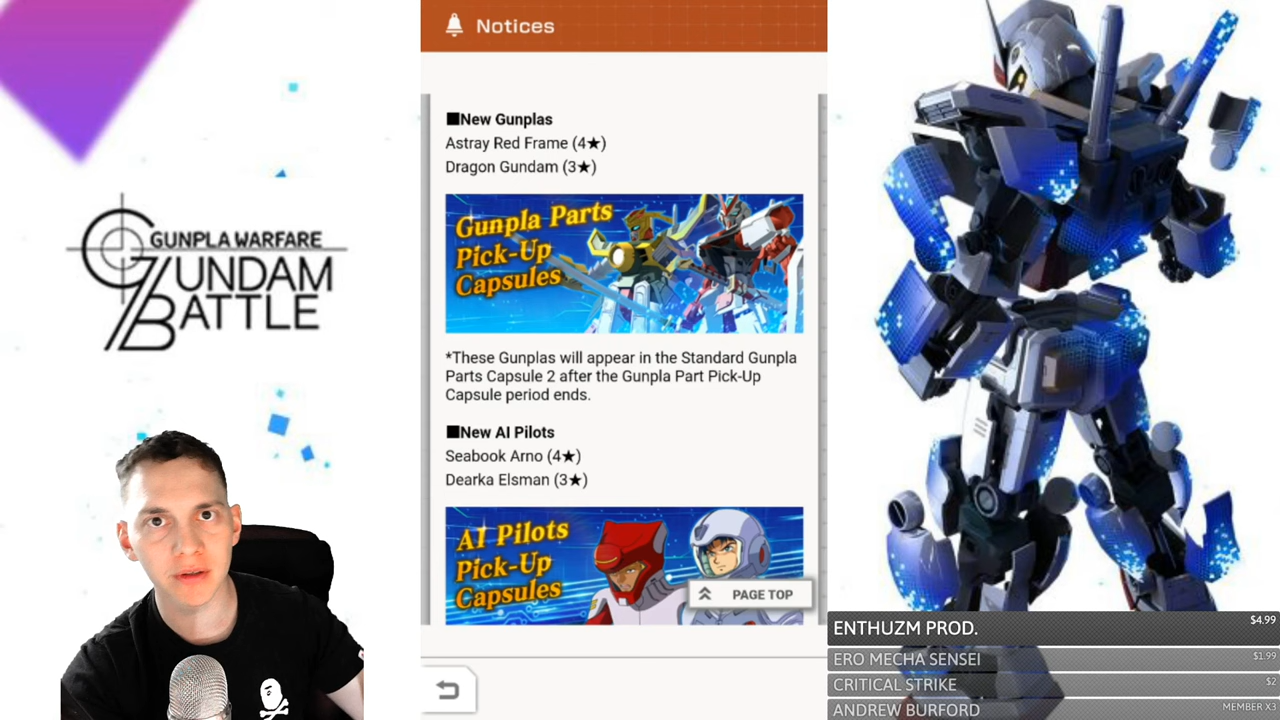 GUNPLA WARFARE
GUNDAM
BATTLE
Notices
■New Gunplas
Astray Red Frame (4★)
Dragon Gundam (3★)
Gunpla Parts
Pick-Up
Capsules
*These Gunplas will appear in the Standard Gunpla
Parts Capsule 2 after the Gunpla Part Pick-Up
Capsule period ends.
■New AI Pilots
Seabook Arno (4★)
Dearka Elsman (3★)
AI Pilots
Pick-Up
Capsules
PAGE TOP
ENTHUZM PROD. $4.99
ERO MECHA SENSEI $1.99
CRITICAL STRIKE $2
ANDREW BURFORD MEMBER X3